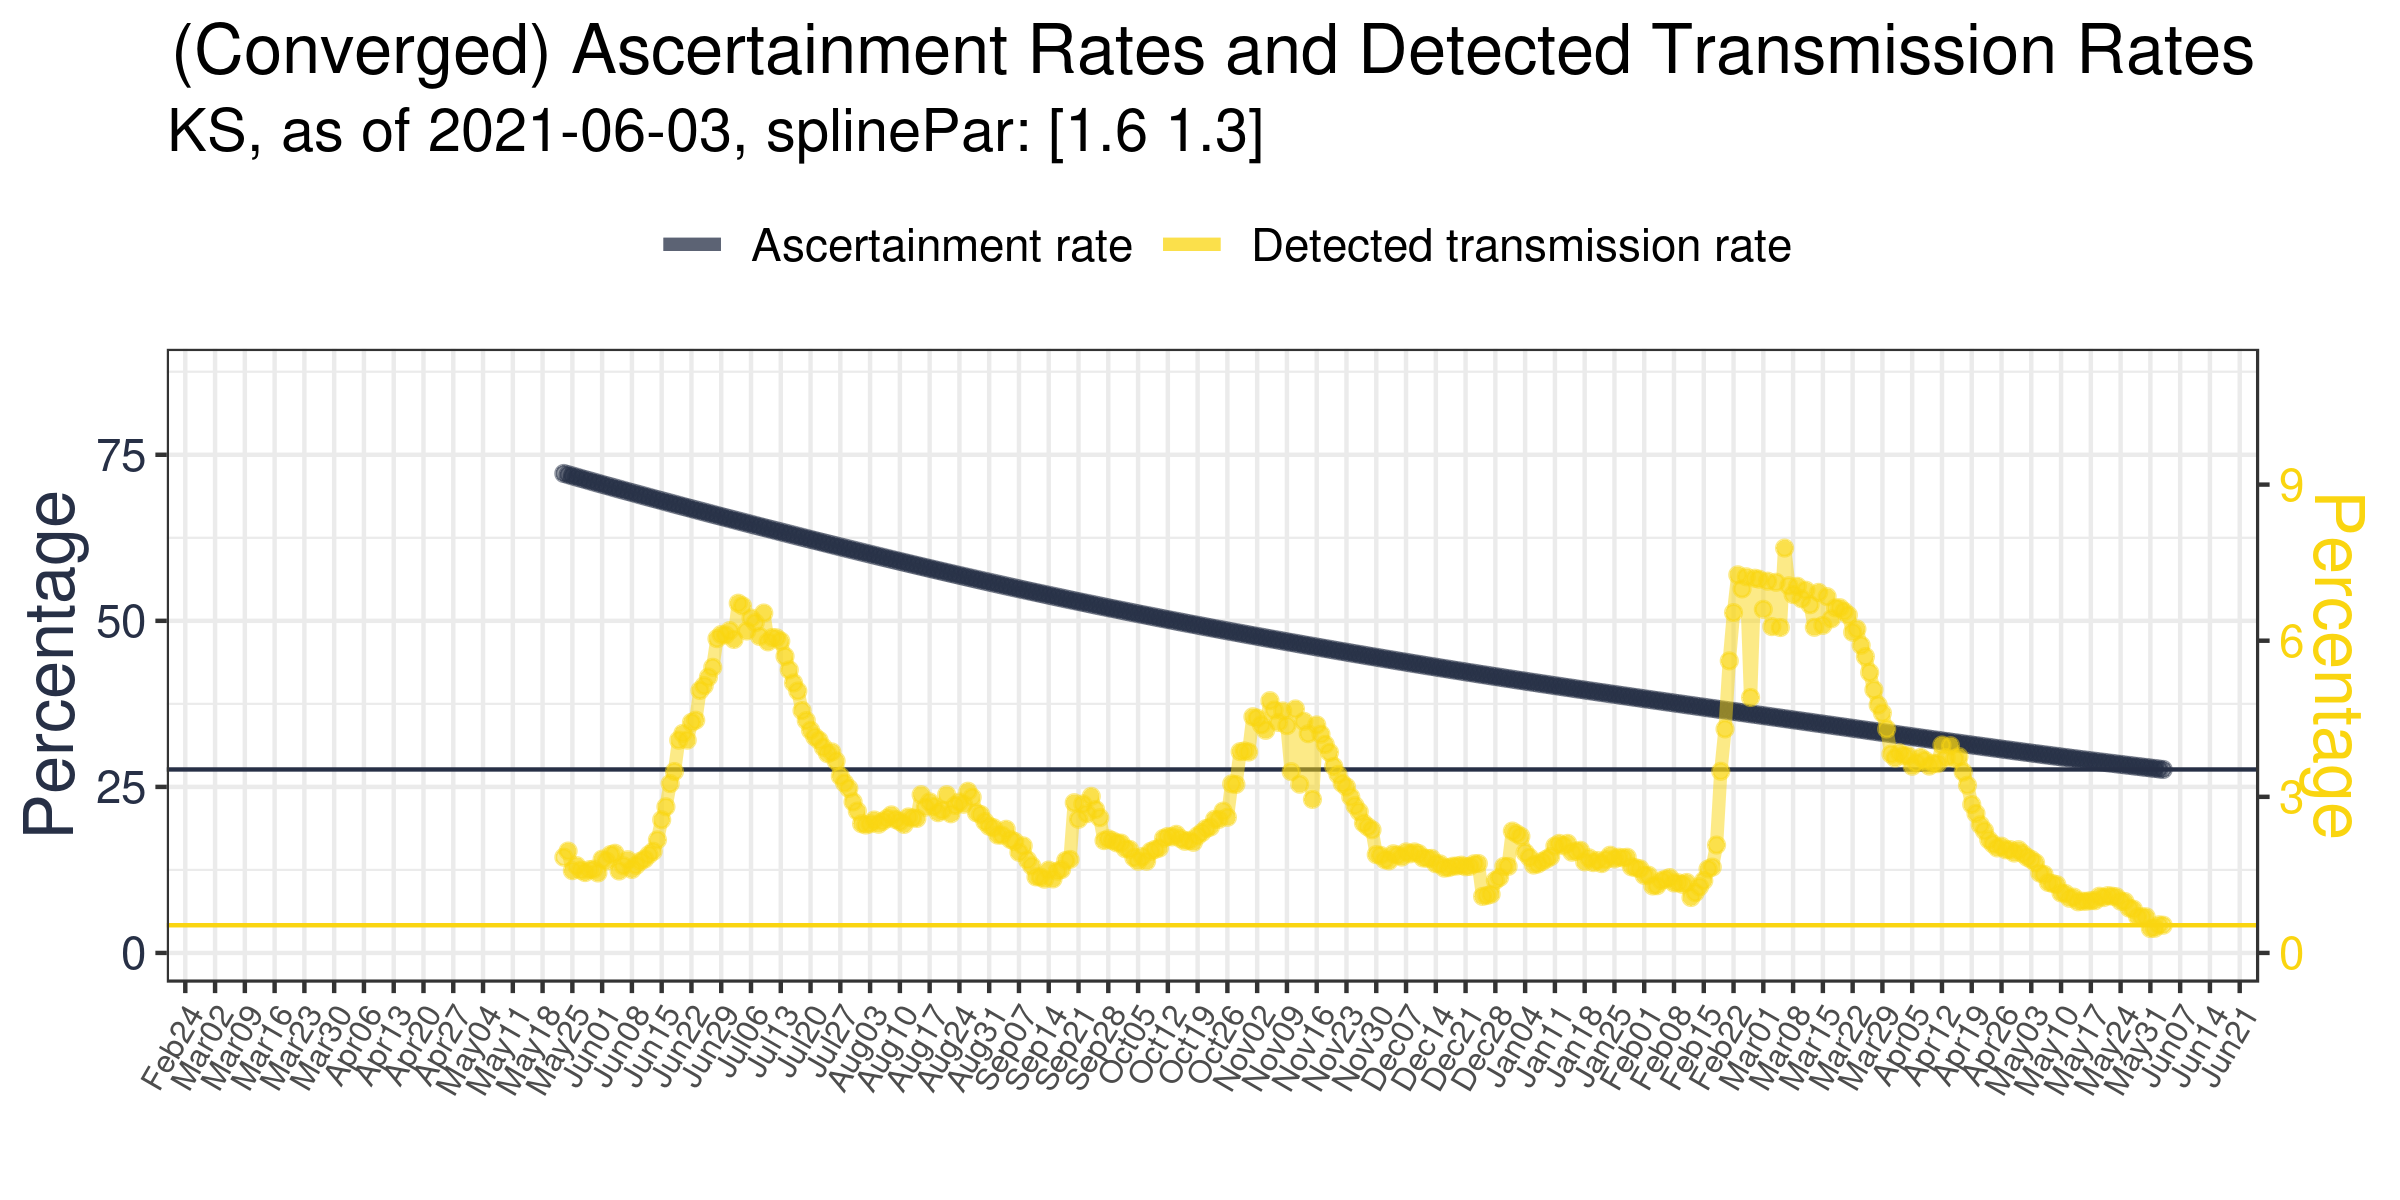 (Converged) Ascertainment Rates and Detected Transmission Rates
KS, as of 2021-06-03, splinePar: [1.6 1.3]
Ascertainment rate Detected transmission rate
Percentage
75
50
25
0
9
6
3
0
Percentage
Feb24 Mar02 Mar09 Mar16 Mar23 Mar30 Apr06 Apr13 Apr20 Apr27 May04 May11 May18 May25 Jun01 Jun08 Jun15 Jun22 Jun29 Jul06 Jul13 Jul20 Jul27 Aug03 Aug10 Aug17 Aug24 Aug31 Sep07 Sep14 Sep21 Sep28 Oct05 Oct12 Oct19 Oct26 Nov02 Nov09 Nov16 Nov23 Nov30 Dec07 Dec14 Dec21 Dec28 Jan04 Jan11 Jan18 Jan25 Feb01 Feb08 Feb15 Feb22 Mar01 Mar08 Mar15 Mar22 Mar29 Apr05 Apr12 Apr19 Apr26 May03 May10 May17 May24 May31 Jun07 Jun14 Jun21